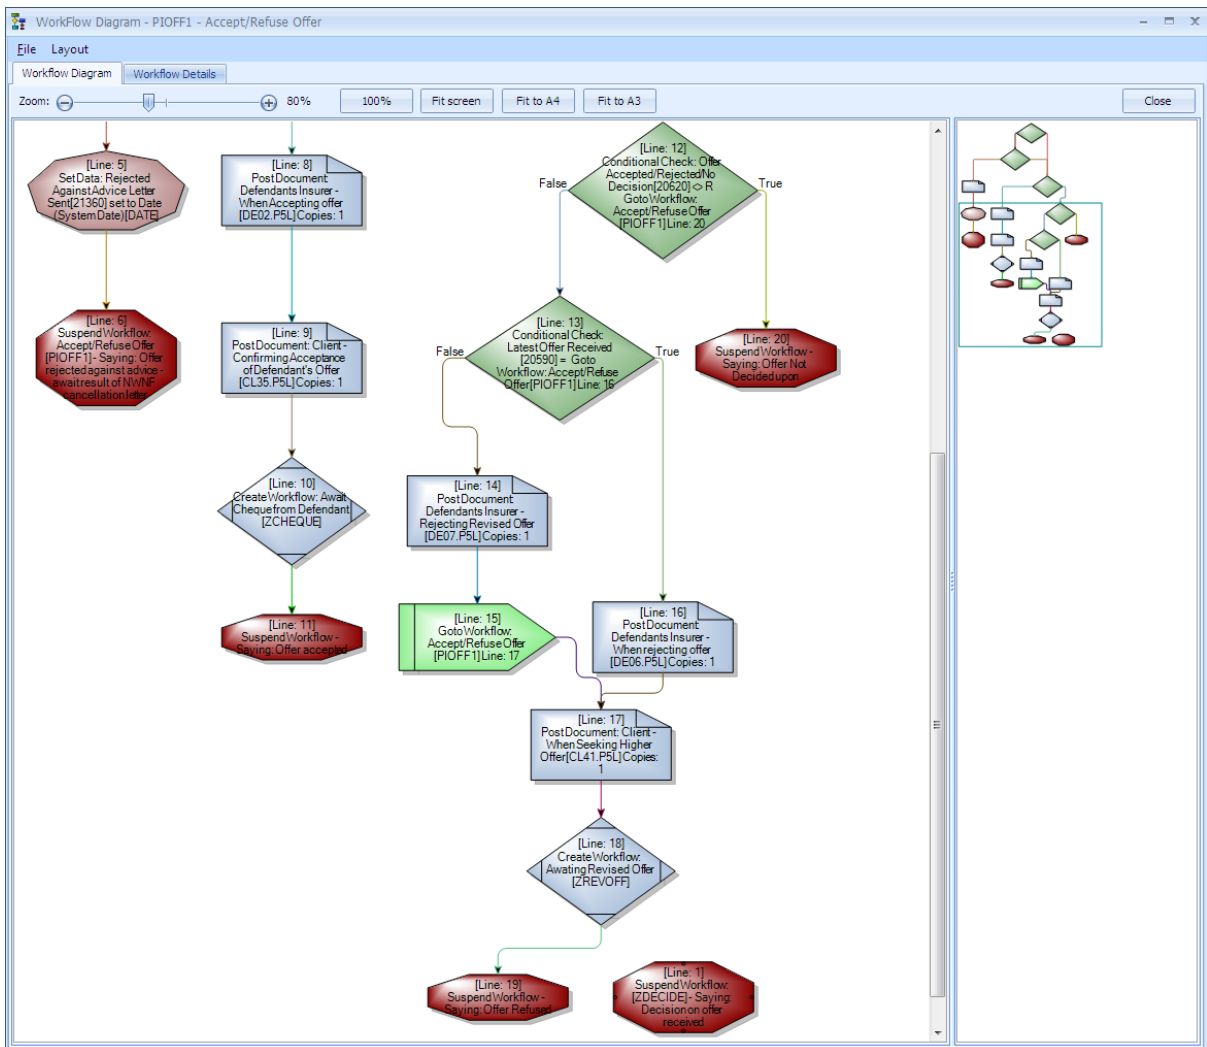 WorkFlow Diagram - PIOFF1 - Accept/Refuse Offer
File Layout
Workflow Diagram Workflow Details
Zoom: 80% 100% Fit screen Fit to A4 Fit to A3 Close
[Line: 5]
Set Data: Rejected
Against Advice Letter
Sent[21360] set to Date
(System Date)[DATE]
[Line: 8]
Post Document:
Defendants Insurer -
When Accepting offer
[DE02.P5L] Copies: 1
[Line: 12]
Conditional Check: Offer
Accepted/Rejected/No
Decision[20620] <> R
Goto Workflow:
Accept/Refuse Offer
[PIOFF1] Line: 20
False
True
[Line: 6]
Suspend Workflow:
Accept/Refuse Offer
[PIOFF1] - Saying: Offer
rejected against advice -
await result of NWNF
cancellation letter
[Line: 9]
Post Document: Client -
Confirming Acceptance
of Defendant's Offer
[CL35.P5L] Copies: 1
[Line: 13]
Conditional Check:
Latest Offer Received
[20590] = Goto
Workflow: Accept/Refuse
Offer[PIOFF1] Line: 16
False
True
[Line: 20]
Suspend Workflow -
Saying: Offer Not
Decided upon
[Line: 10]
Create Workflow: Await
Cheque from Defendant
[ZCHEQUE]
[Line: 14]
Post Document:
Defendants Insurer -
Rejecting Revised Offer
[DE07.P5L] Copies: 1
[Line: 11]
Suspend Workflow -
Saying: Offer accepted
[Line: 15]
Goto Workflow:
Accept/Refuse Offer
[PIOFF1] Line: 17
[Line: 16]
Post Document:
Defendants Insurer -
When rejecting offer
[DE06.P5L] Copies: 1
[Line: 17]
Post Document: Client -
When Seeking Higher
Offer[CL41.P5L] Copies:
1
[Line: 18]
Create Workflow:
Awating Revised Offer
[ZREVOFF]
[Line: 19]
Suspend Workflow -
Saying: Offer Refused
[Line: 1]
Suspend Workflow:
[ZDECIDE] - Saying:
Decision on offer
received